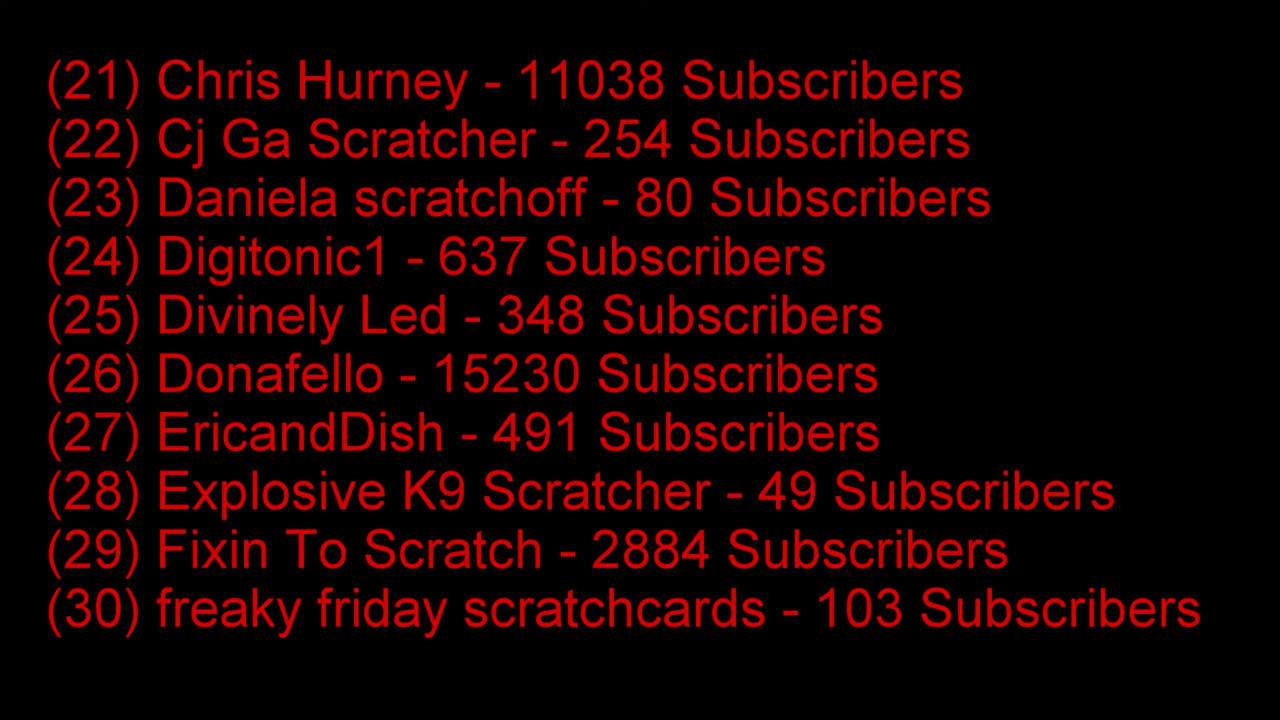 (21) Chris Hurney - 11038 Subscribers
(22) Cj Ga Scratcher - 254 Subscribers
(23) Daniela scratchoff - 80 Subscribers
(24) Digitonic1 - 637 Subscribers
(25) Divinely Led - 348 Subscribers
(26) Donafello - 15230 Subscribers
(27) EricandDish - 491 Subscribers
(28) Explosive K9 Scratcher - 49 Subscribers
(29) Fixin To Scratch - 2884 Subscribers
(30) freaky friday scratchcards - 103 Subscribers